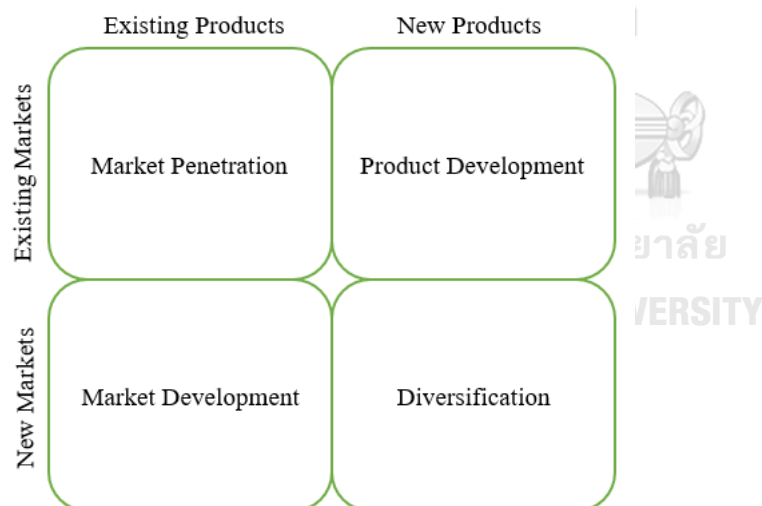 Existing Products New Products
Existing Markets
Market Penetration Product Development
New Markets
Market Development Diversification
ยาลัย
VERSITY